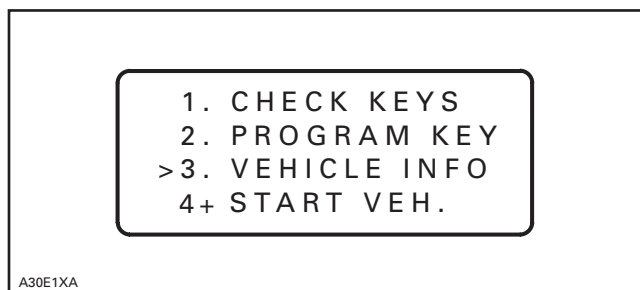 1. CHECK KEYS
2. PROGRAM KEY
>3. VEHICLE INFO
4+ START VEH.
A30E1XA